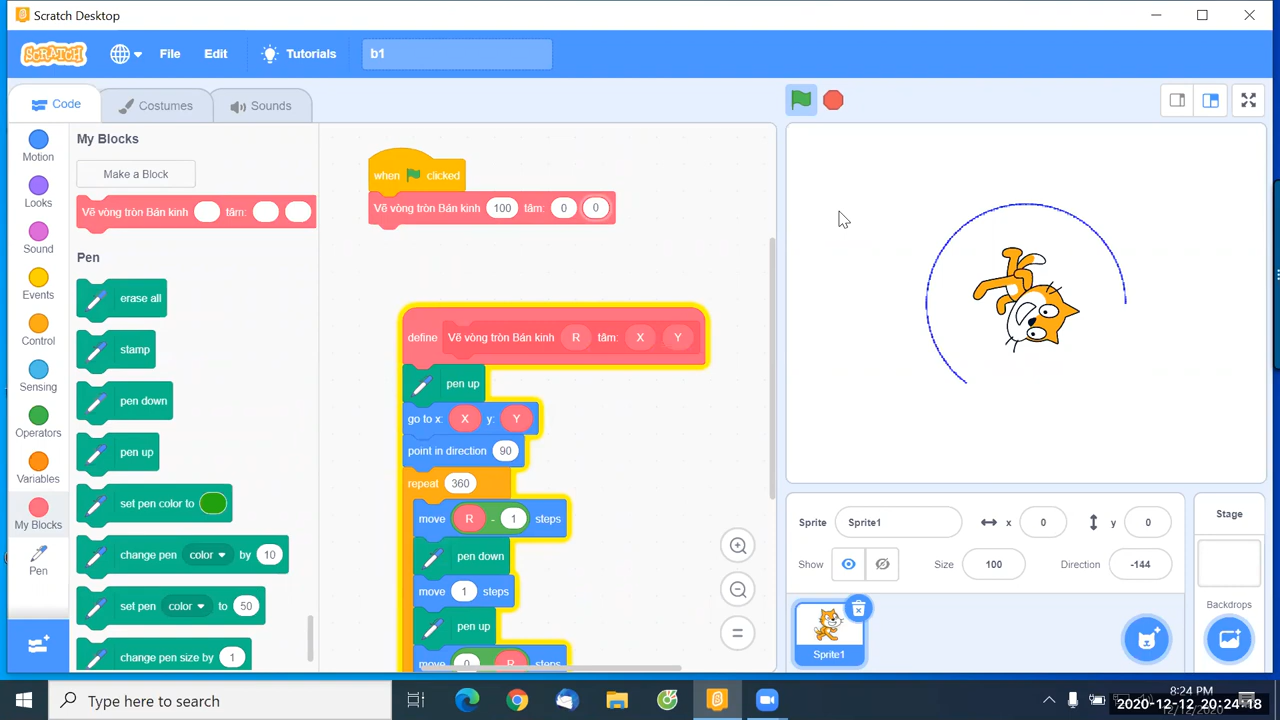 Scratch Desktop
SCRATCH File Edit Tutorials b1
Code Costumes Sounds
Motion
Looks
Sound
Events
Control
Sensing
Operators
Variables
My Blocks
Pen
My Blocks
Make a Block
Vẽ vòng tròn Bán kinh tâm:
Pen
erase all
stamp
pen down
pen up
set pen color to
change pen color by 10
set pen color to 50
change pen size by 1
when clicked
Vẽ vòng tròn Bán kinh 100 tâm: 0 0
define Vẽ vòng tròn Bán kinh R tâm: X Y
pen up
go to x: X y: Y
point in direction 90
repeat 360
move R - 1 steps
pen down
move 1 steps
pen up
move 0 - R steps
Sprite Sprite1 x 0 y 0
Show Size 100 Direction -144
Sprite1
Stage
Backdrops
Type here to search
8:24 PM
2020-12-12 20:24:18